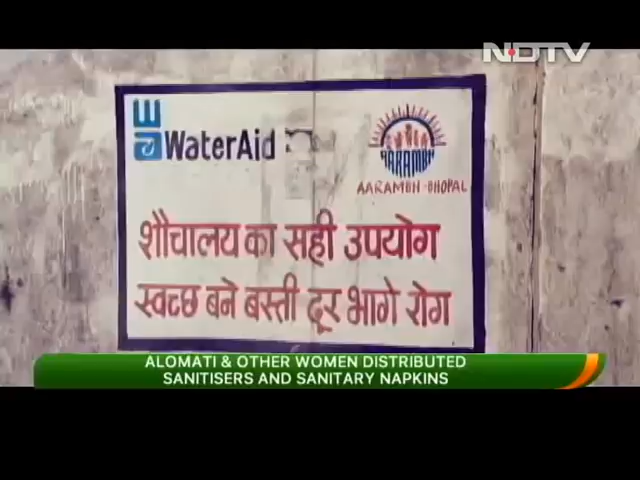 NDTV
WaterAid
AARAMBH
AARAMBH-BHOPAL
शौचालय का सही उपयोग
स्वच्छ बने बस्ती दूर भागे रोग
ALOMATI & OTHER WOMEN DISTRIBUTED
SANITISERS AND SANITARY NAPKINS